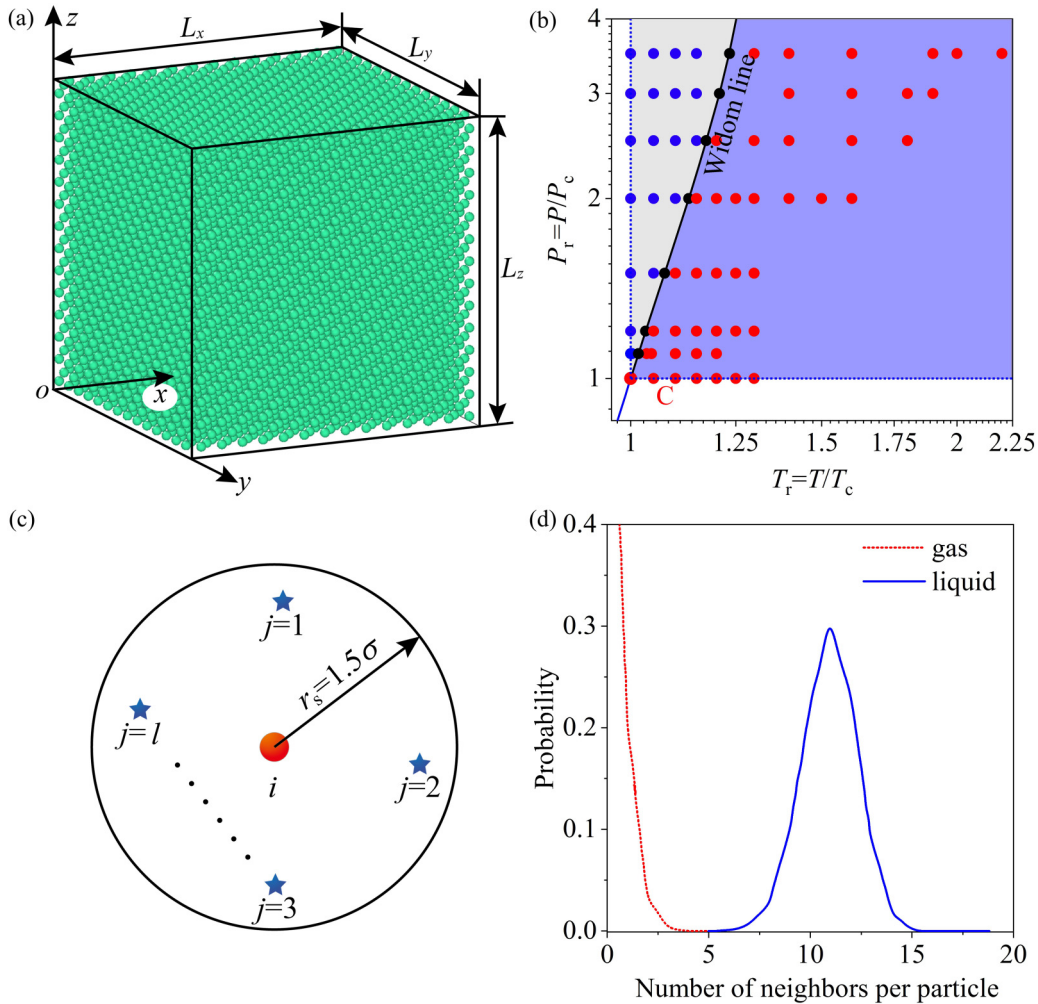 (a)
z
Lx
Ly
Lz
o
x
y
(b)
4
3
2
1
Pr=P/Pc
Widom line
C
1
1.25
1.5
1.75
2
2.25
Tr=T/Tc
(c)
j=1
rs=1.5σ
j=l
i
j=2
j=3
(d)
0.4
0.3
0.2
0.1
0.0
Probability
gas
liquid
0
5
10
15
20
Number of neighbors per particle